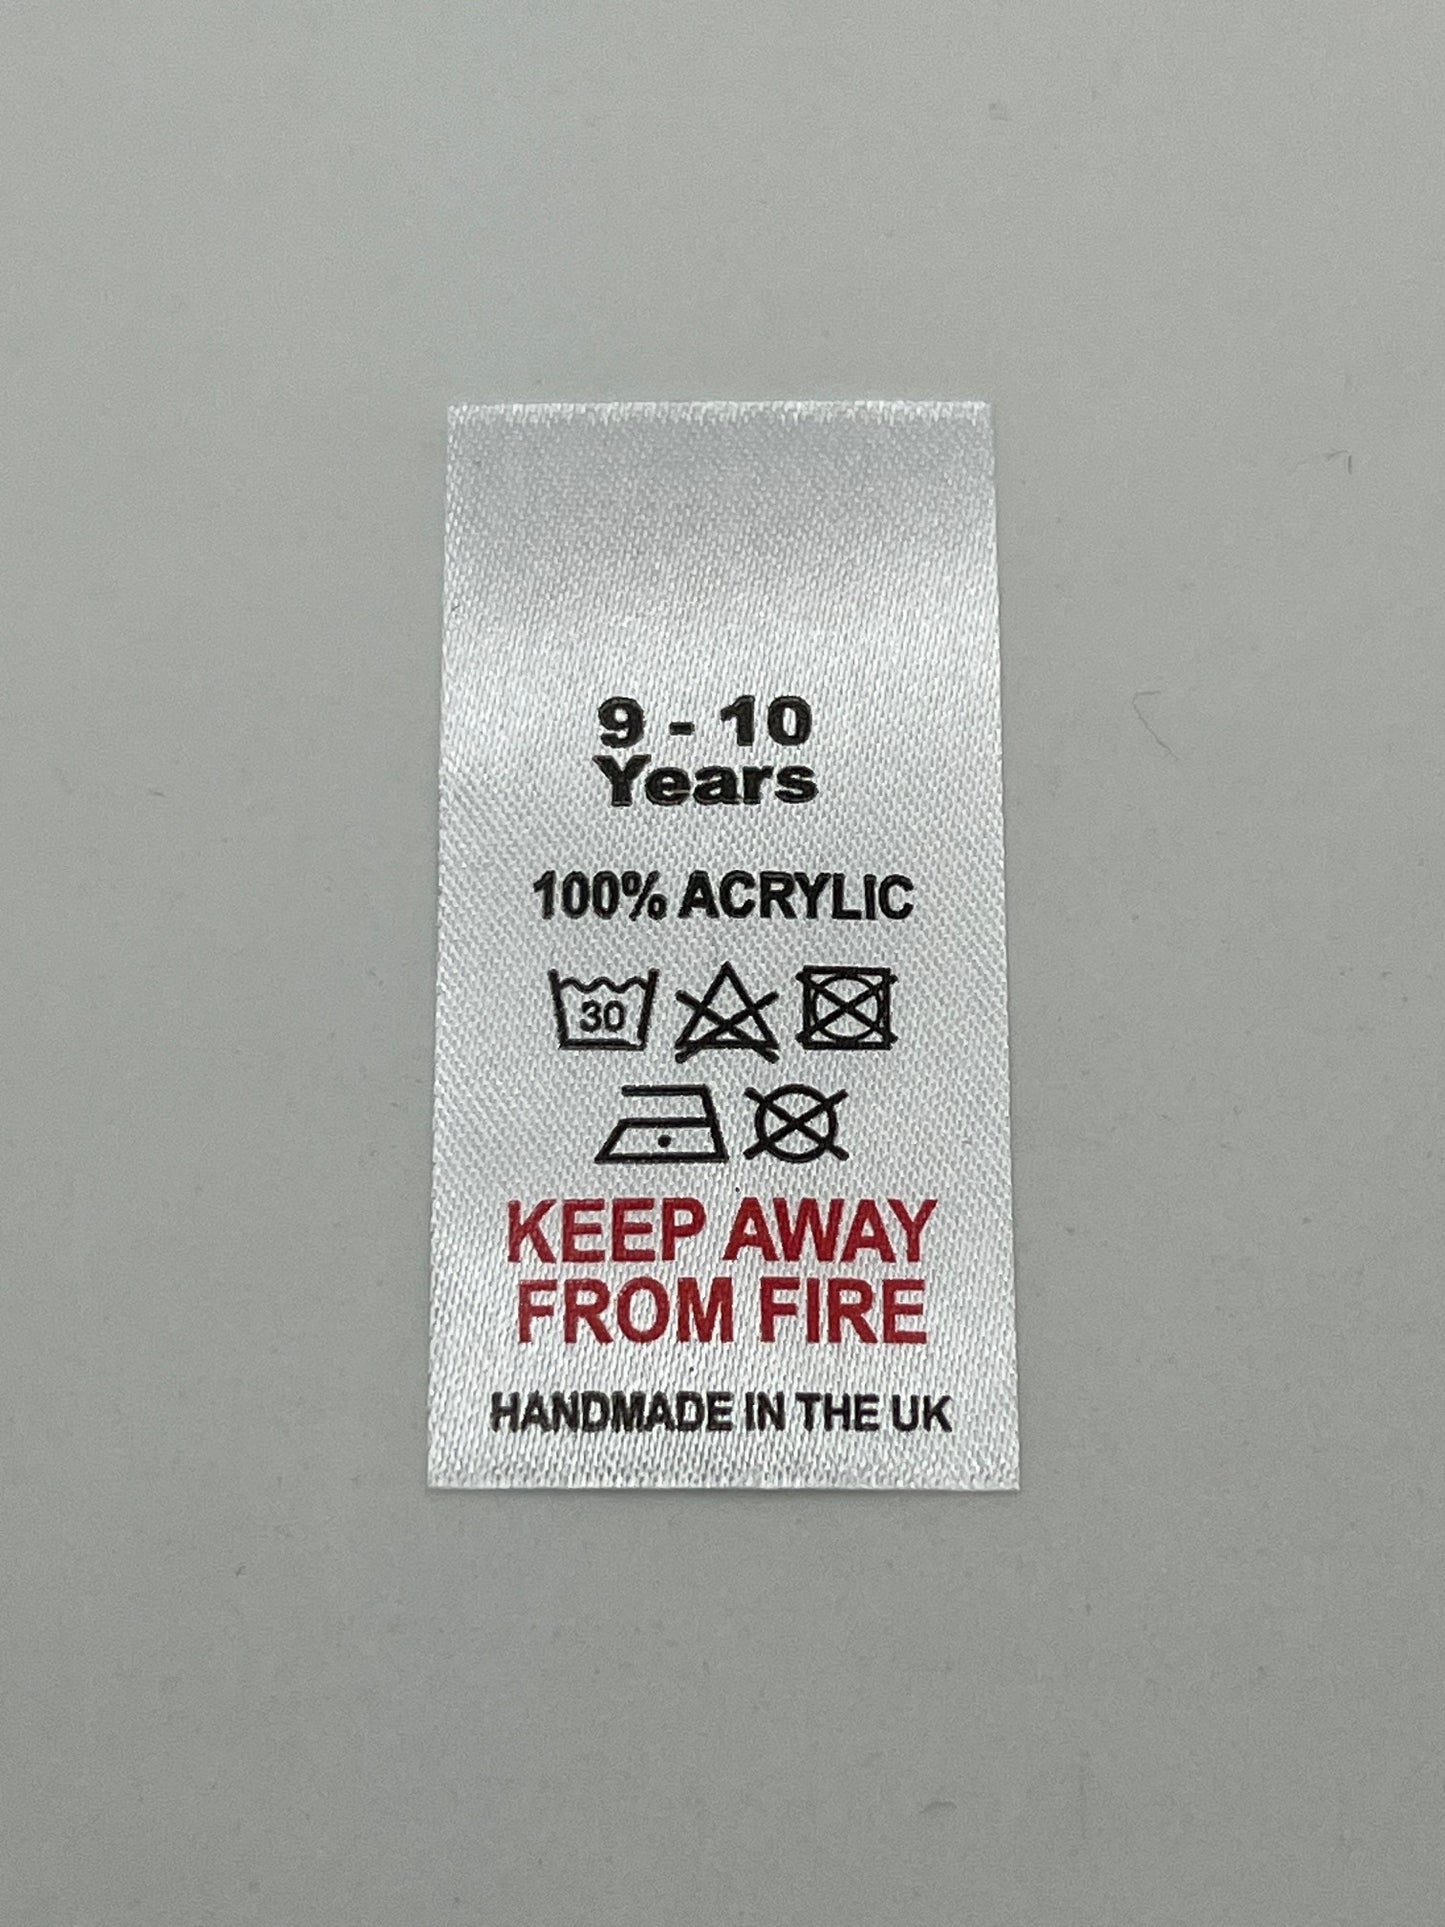 9 - 10
Years
100% ACRYLIC
30
KEEP AWAY
FROM FIRE
HANDMADE IN THE UK